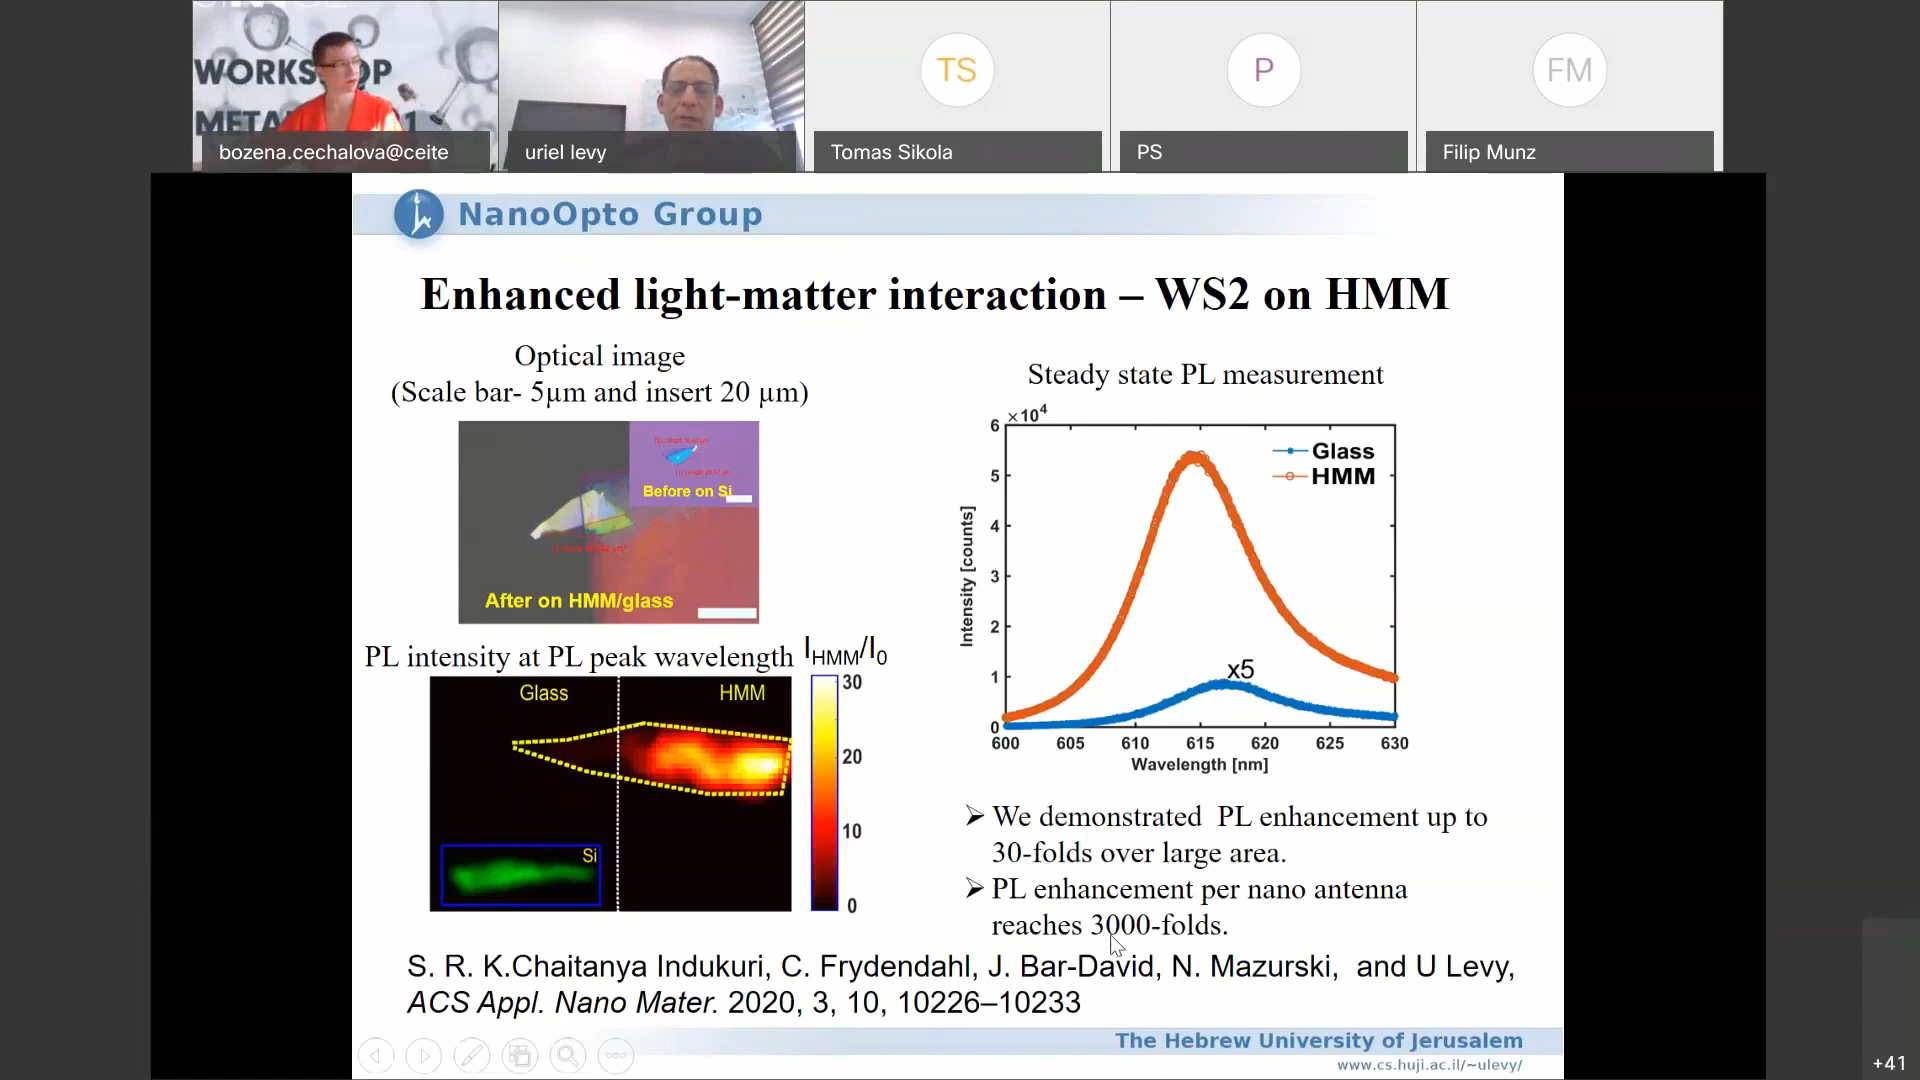 WORKSHOP
META
1
bozena.cechalova@ceite
uriel levy
TS
Tomas Sikola
P
PS
FM
Filip Munz
NanoOpto Group
Enhanced light-matter interaction – WS2 on HMM
Optical image
(Scale bar- 5µm and insert 20 µm)
Before on Si
After on HMM/glass
PL intensity at PL peak wavelength
I_HMM/I_0
Glass
HMM
Si
30
20
10
0
Steady state PL measurement
×10^4
6
5
4
3
2
1
0
Intensity [counts]
Glass
HMM
x5
600 605 610 615 620 625 630
Wavelength [nm]
➢ We demonstrated PL enhancement up to
30-folds over large area.
➢ PL enhancement per nano antenna
reaches 3000-folds.
S. R. K.Chaitanya Indukuri, C. Frydendahl, J. Bar-David, N. Mazurski, and U Levy,
ACS Appl. Nano Mater. 2020, 3, 10, 10226–10233
The Hebrew University of Jerusalem
www.cs.huji.ac.il/~ulevy/
+41